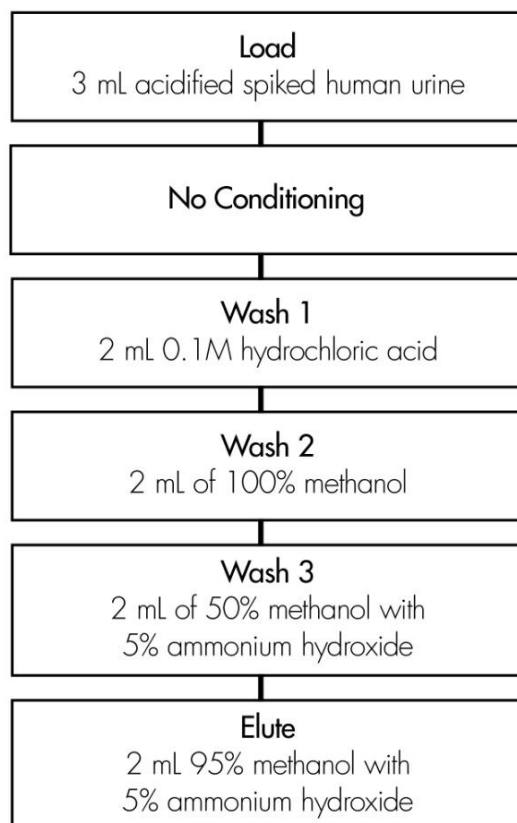 Load
3 mL acidified spiked human urine
No Conditioning
Wash 1
2 mL 0.1M hydrochloric acid
Wash 2
2 mL of 100% methanol
Wash 3
2 mL of 50% methanol with
5% ammonium hydroxide
Elute
2 mL 95% methanol with
5% ammonium hydroxide